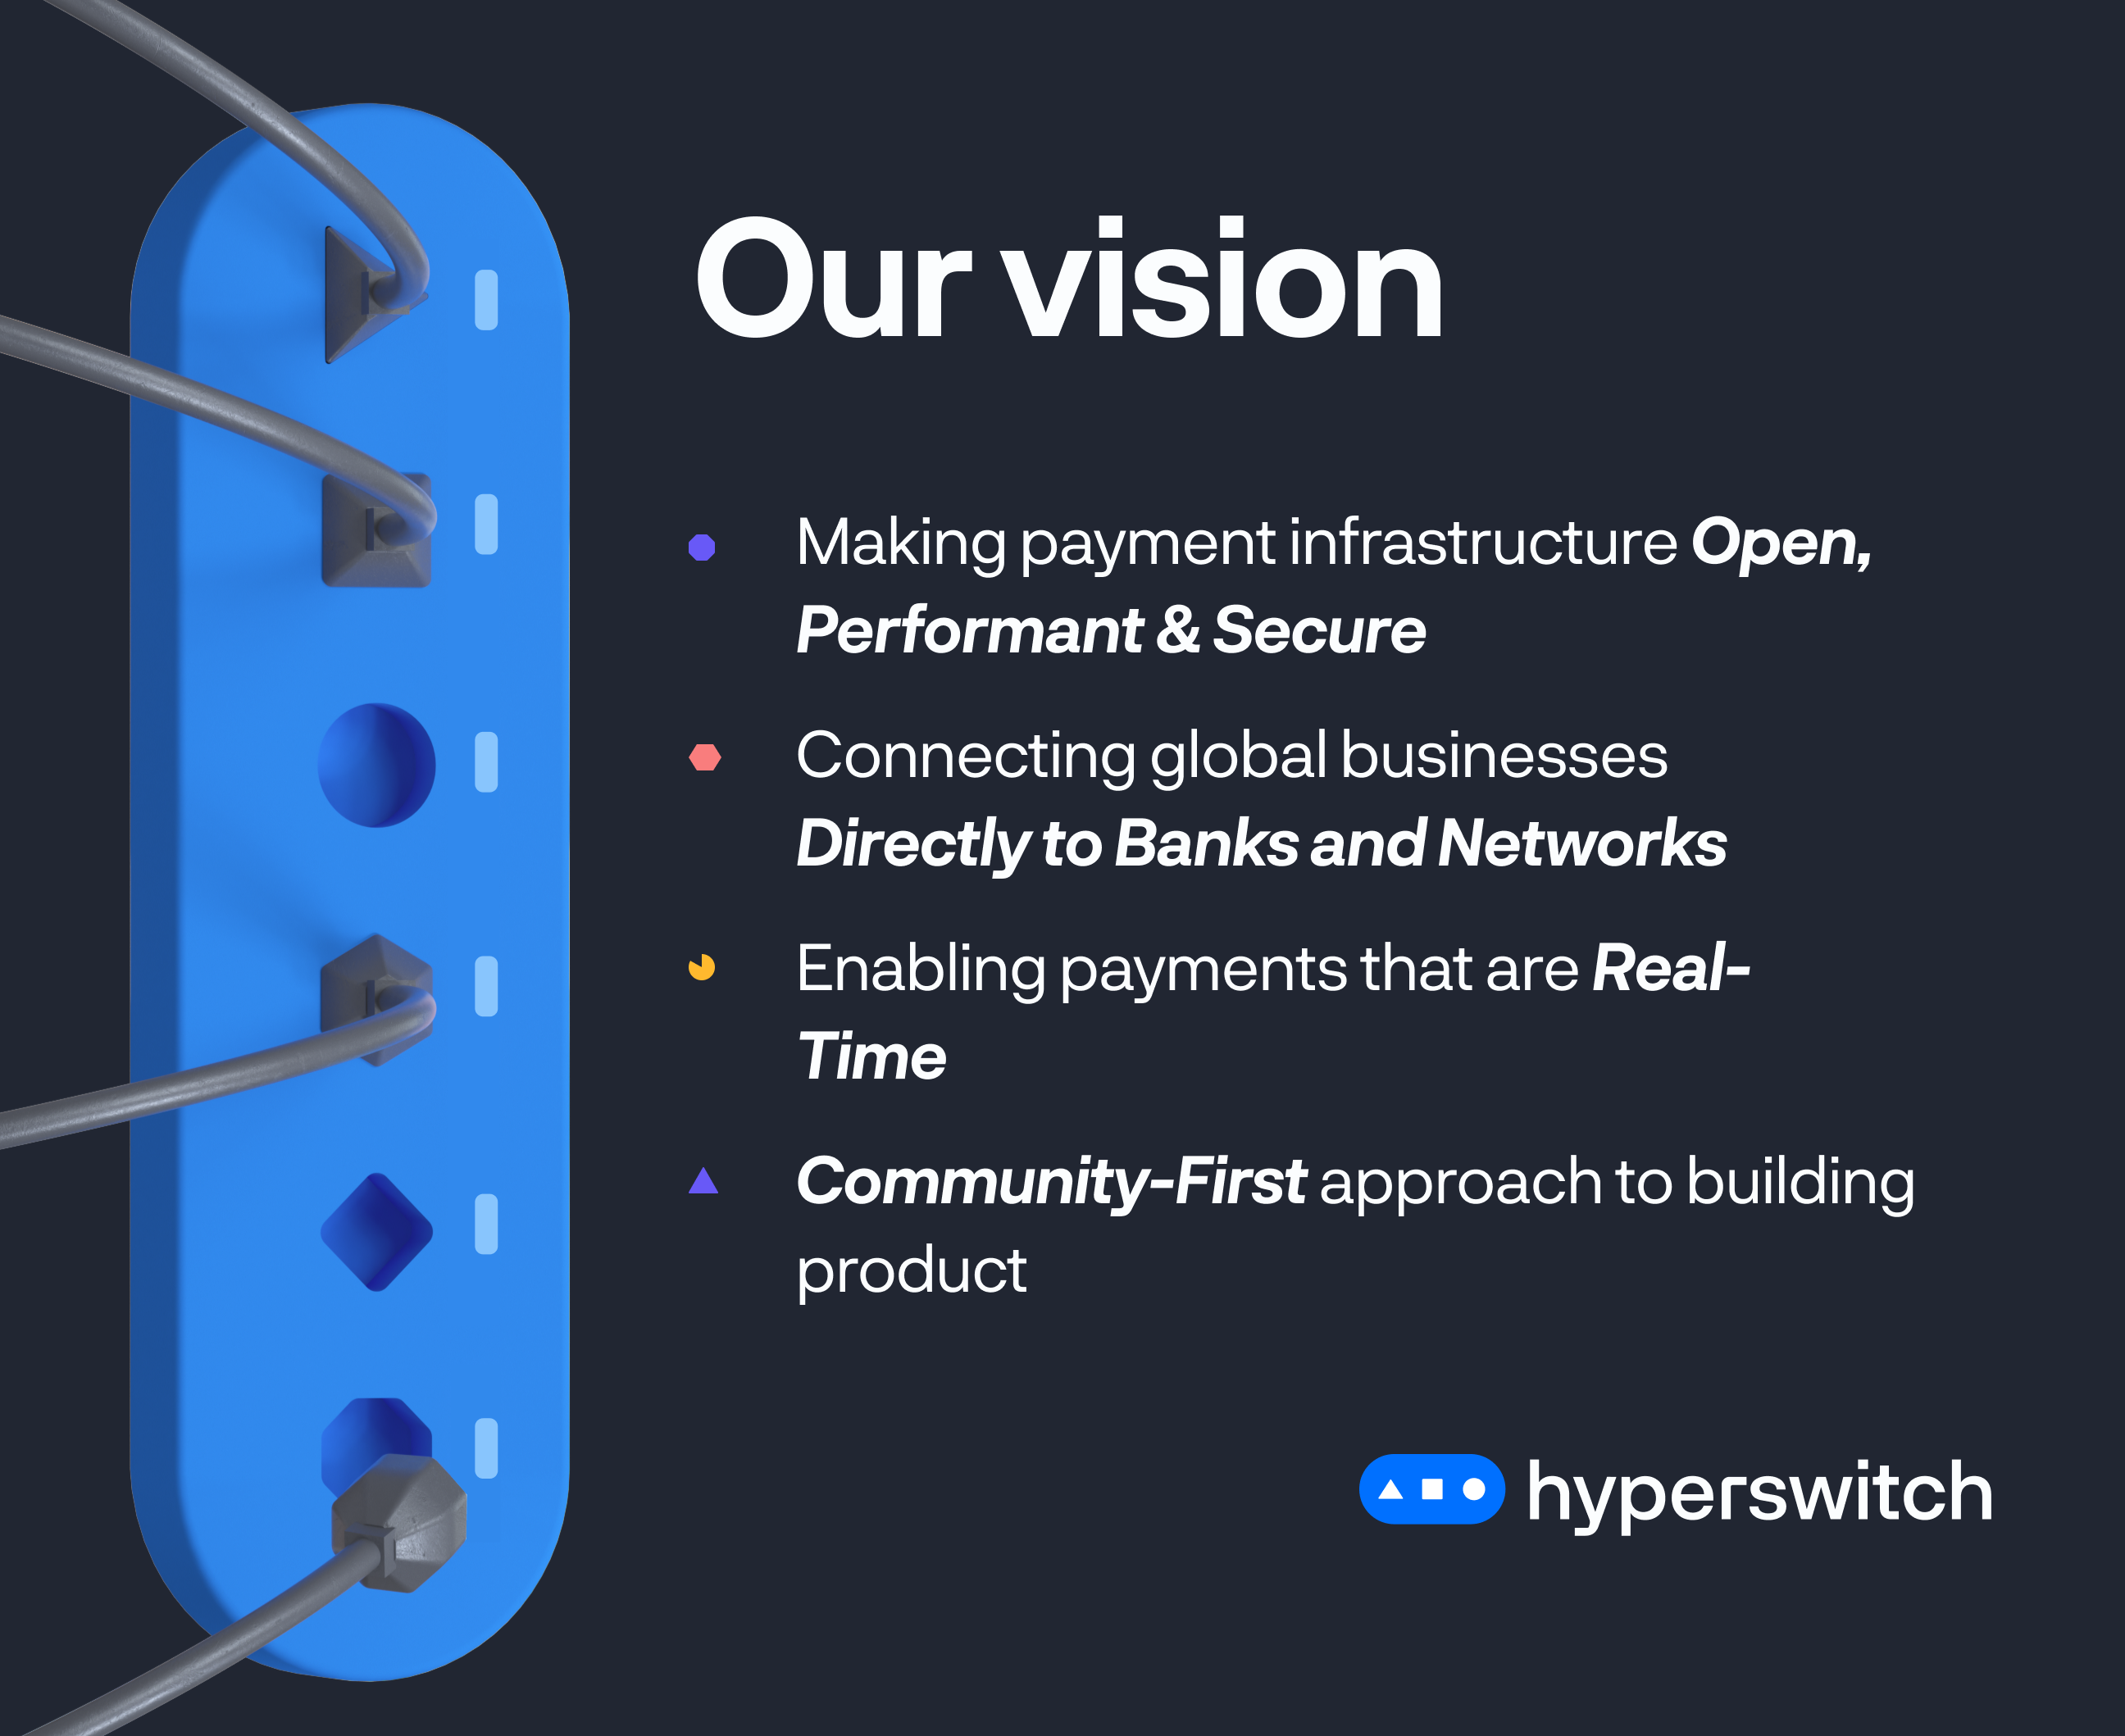 Our vision
Making payment infrastructure Open,
Performant & Secure
Connecting global businesses
Directly to Banks and Networks
Enabling payments that are Real-
Time
Community-First approach to building
product
hyperswitch